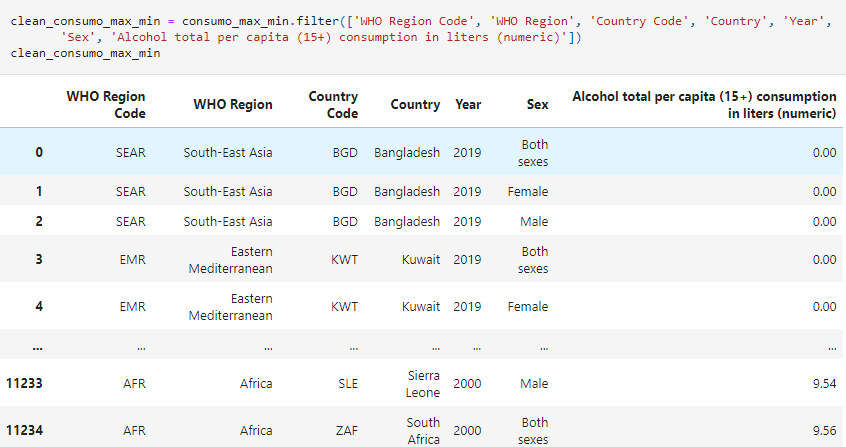 clean_consumo_max_min = consumo_max_min.filter(['WHO Region Code', 'WHO Region', 'Country Code', 'Country', 'Year',
'Sex', 'Alcohol total per capita (15+) consumption in liters (numeric)'])
clean_consumo_max_min
WHO Region Code WHO Region Country Code Country Year Sex Alcohol total per capita (15+) consumption in liters (numeric)
0 SEAR South-East Asia BGD Bangladesh 2019 Both sexes 0.00
1 SEAR South-East Asia BGD Bangladesh 2019 Female 0.00
2 SEAR South-East Asia BGD Bangladesh 2019 Male 0.00
3 EMR Eastern Mediterranean KWT Kuwait 2019 Both sexes 0.00
4 EMR Eastern Mediterranean KWT Kuwait 2019 Female 0.00
... ... ... ... ... ... ... ...
11233 AFR Africa SLE Sierra Leone 2000 Male 9.54
11234 AFR Africa ZAF South Africa 2000 Both sexes 9.56